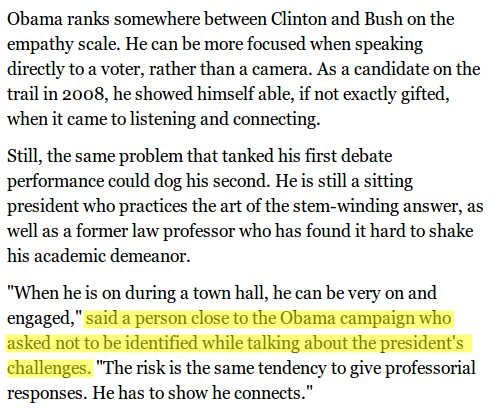 Obama ranks somewhere between Clinton and Bush on the
empathy scale. He can be more focused when speaking
directly to a voter, rather than a camera. As a candidate on the
trail in 2008, he showed himself able, if not exactly gifted,
when it came to listening and connecting.
Still, the same problem that tanked his first debate
performance could dog his second. He is still a sitting
president who practices the art of the stem-winding answer, as
well as a former law professor who has found it hard to shake
his academic demeanor.
"When he is on during a town hall, he can be very on and
engaged," said a person close to the Obama campaign who
asked not to be identified while talking about the president's
challenges. "The risk is the same tendency to give professorial
responses. He has to show he connects."